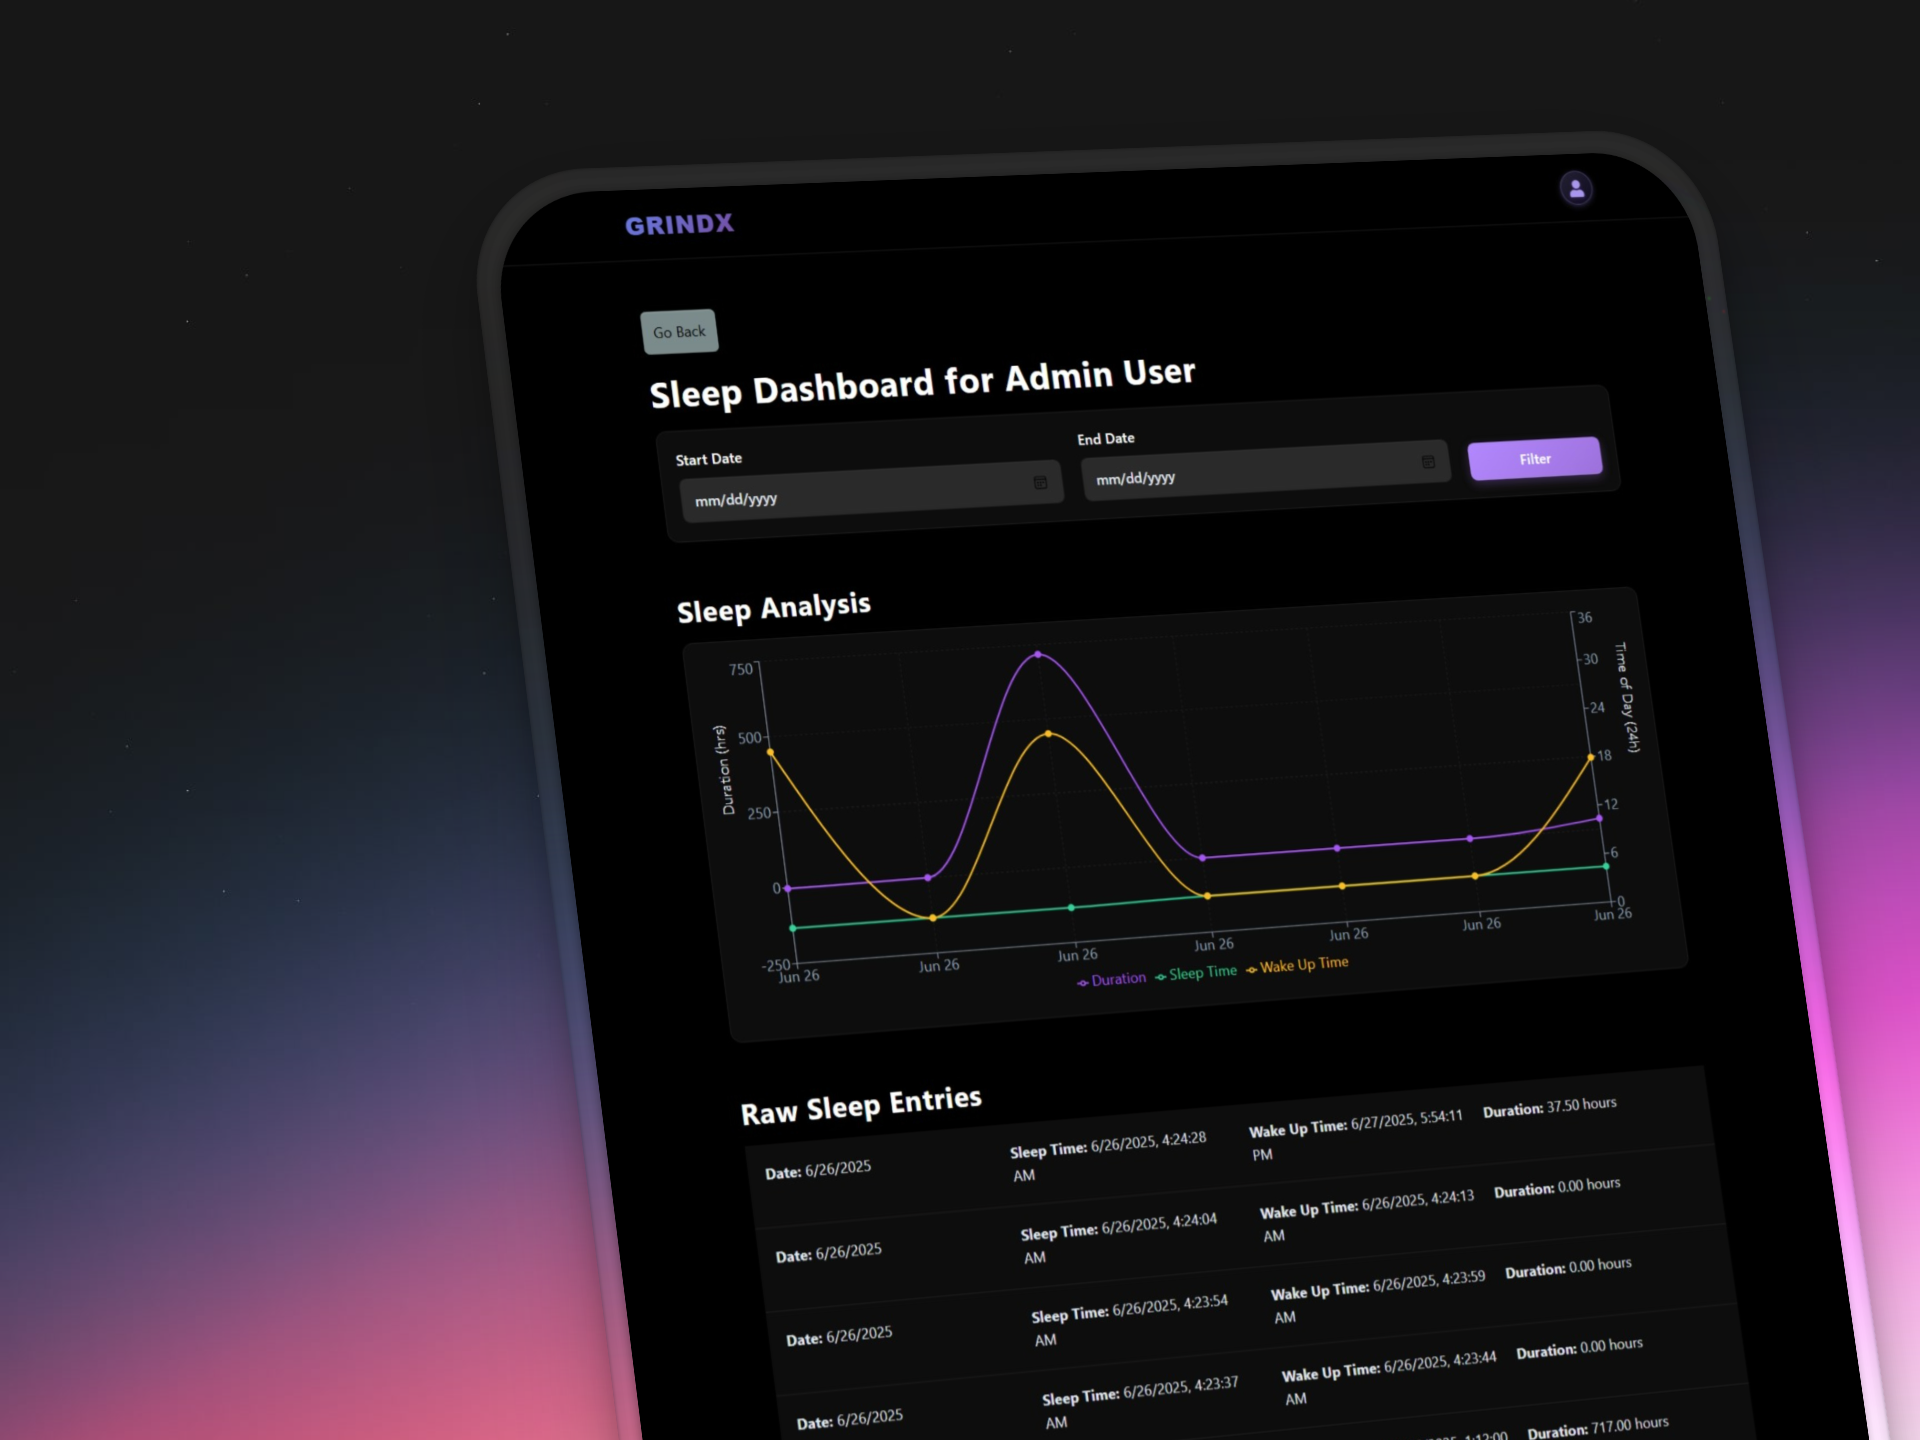 GRINDX
Go Back
Sleep Dashboard for Admin User
Start Date
End Date
mm/dd/yyyy
mm/dd/yyyy
Filter
Sleep Analysis
750
500
250
0
-250
Duration (hrs)
36
30
24
18
12
6
0
Time of Day (24h)
Jun 26
Jun 26
Jun 26
Jun 26
Jun 26
Jun 26
Jun 26
Duration Sleep Time Wake Up Time
Raw Sleep Entries
Date: 6/26/2025
Sleep Time: 6/26/2025, 4:24:28
AM
Wake Up Time: 6/27/2025, 5:54:11
PM
Duration: 37.50 hours
Date: 6/26/2025
Sleep Time: 6/26/2025, 4:24:04
AM
Wake Up Time: 6/26/2025, 4:24:13
AM
Duration: 0.00 hours
Date: 6/26/2025
Sleep Time: 6/26/2025, 4:23:54
AM
Wake Up Time: 6/26/2025, 4:23:59
AM
Duration: 0.00 hours
Date: 6/26/2025
Sleep Time: 6/26/2025, 4:23:37
AM
Wake Up Time: 6/26/2025, 4:23:44
AM
Duration: 0.00 hours
Duration: 717.00 hours